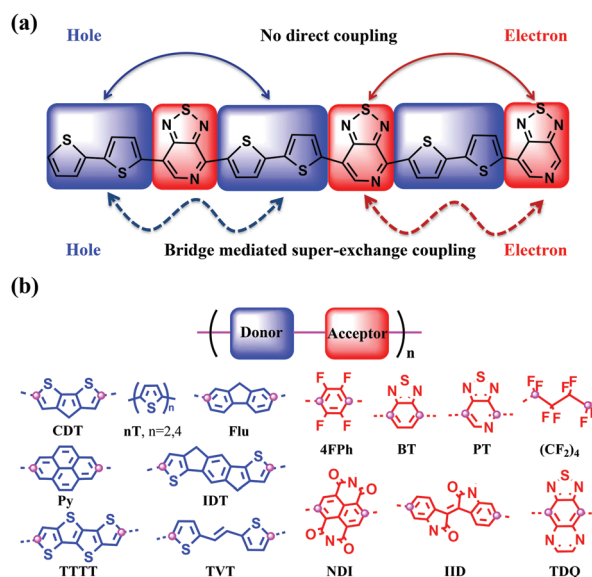 (a)
Hole No direct coupling Electron
S S
N N N N N N
S S S S S S
N N N
Hole Bridge mediated super-exchange coupling Electron
(b)
( Donor Acceptor )n
S S
CDT
( S )n
nT, n=2,4
Flu
F F
F F
4FPh
S
N N
BT
S
N N
N
PT
F F F
F F F
(CF₂)₄
Py
S
S
IDT
O N O
O N O
NDI
O N
N O
IID
S
N N
N N
TDQ
S S
S S
TTTT
S
S
TVT